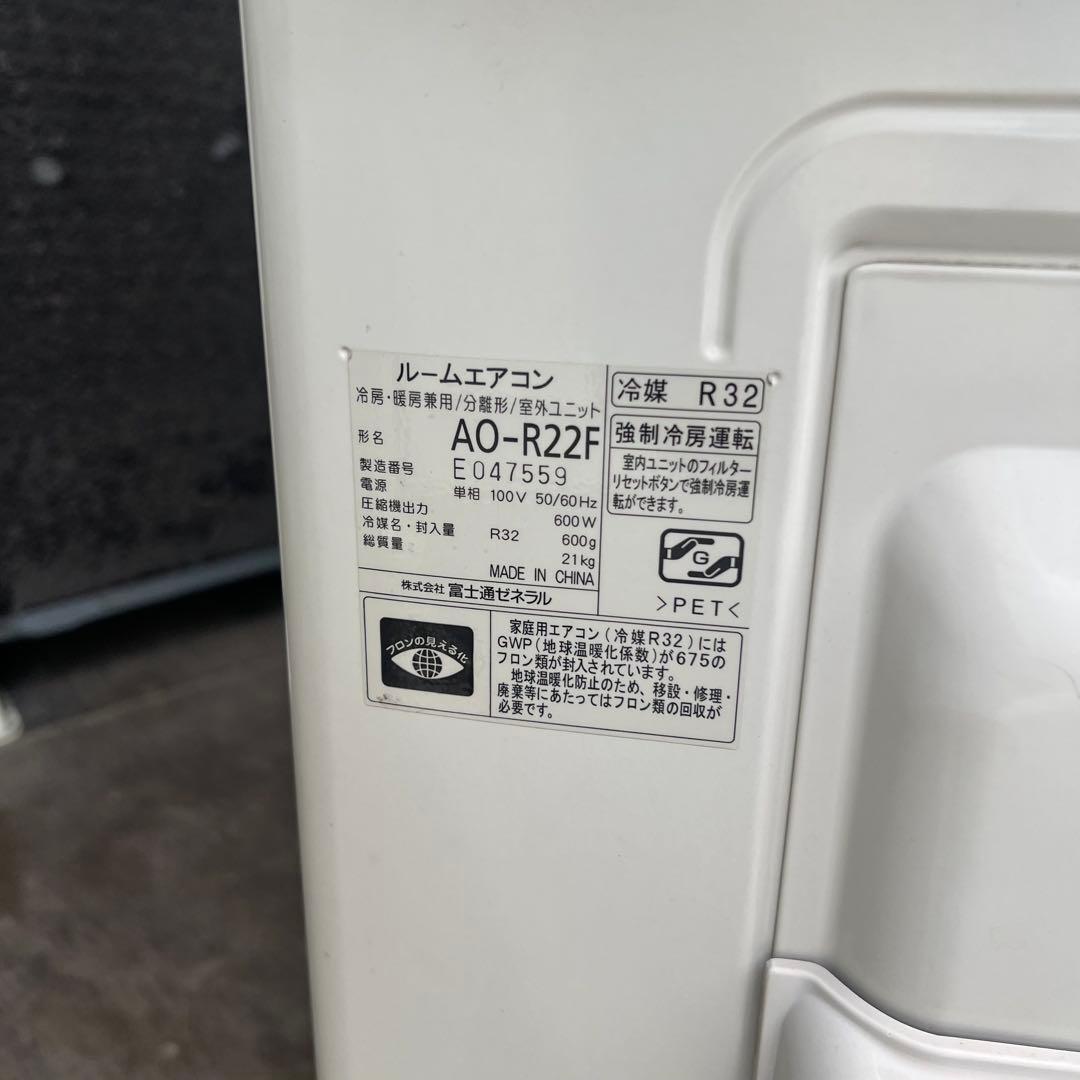 ルームエアコン
冷房・暖房兼用/分離形/室外ユニット
形名 AO-R22F
製造番号 E047559
電源 単相 100V 50/60Hz
圧縮機出力 600W
冷媒名・封入量 R32 600g
総質量 21kg
MADE IN CHINA
株式会社 富士通ゼネラル
冷媒 R32
強制冷房運転
室内ユニットのフィルター
リセットボタンで強制冷房運
転ができます。
G
>PET<
フロンの見える化
家庭用エアコン(冷媒R32)には
GWP(地球温暖化係数)が675の
フロン類が封入されています。
地球温暖化防止のため、移設・修理・
廃棄等にあたってはフロン類の回収が
必要です。